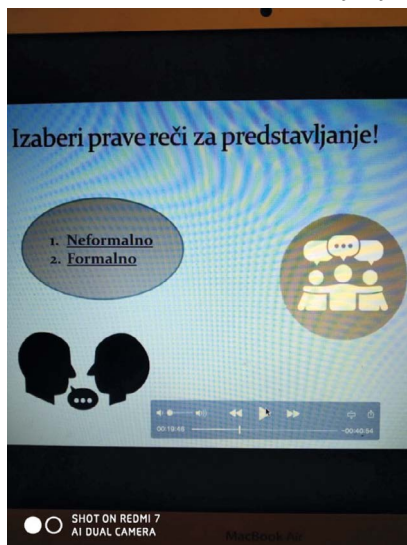 Izaberi prave reči za predstavljanje!
1. Neformalno
2. Formalno
00:19:48
-00:40:54
SHOT ON REDMI 7
AI DUAL CAMERA
MacBook Air